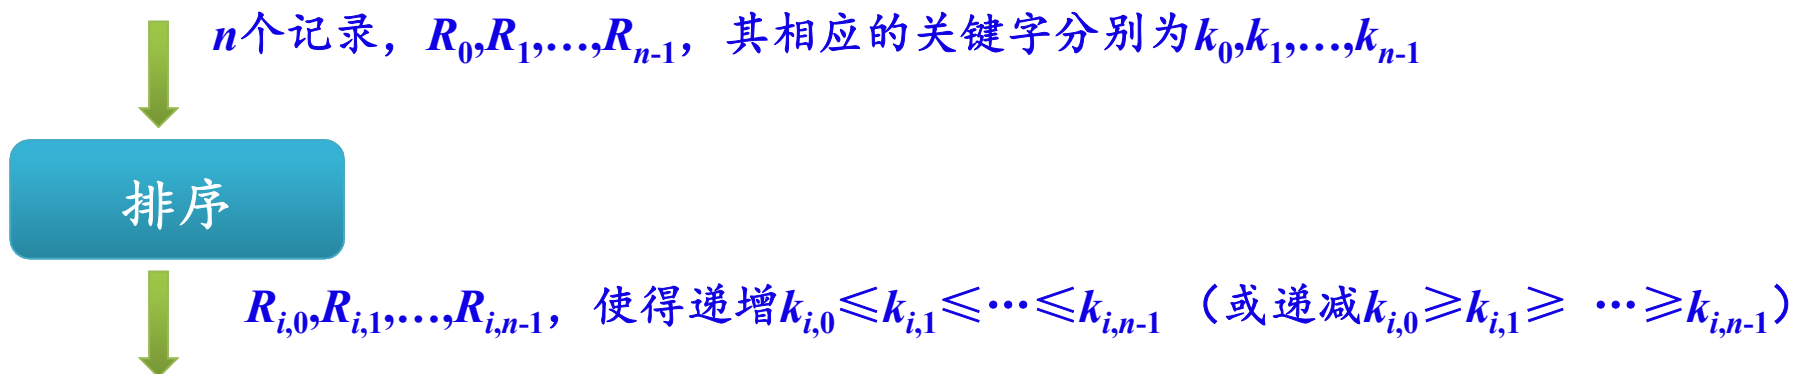 n个记录，R0,R1,…,Rn-1，其相应的关键字分别为k0,k1,…,kn-1
排序
Ri,0,Ri,1,…,Ri,n-1，使得递增ki,0≤ki,1≤…≤ki,n-1（或递减ki,0≥ki,1≥ …≥ki,n-1）